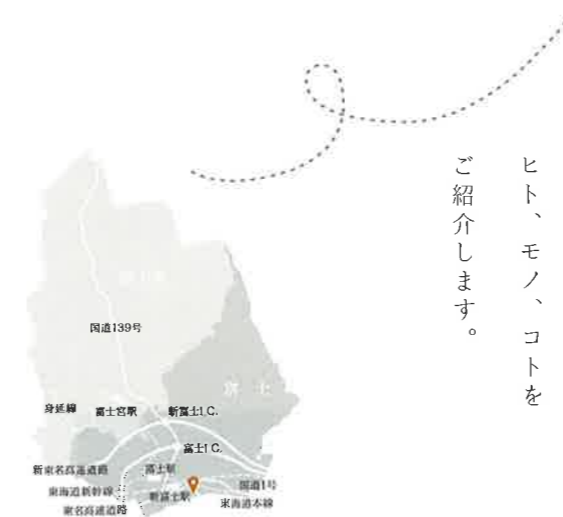 ヒト、モノ、コトを
ご紹介します。
国道139号
身延線
富士宮駅
新富士I.C.
富士I.C.
新東名高速道路
富士駅
国道1号
東海道新幹線
新富士駅
東海道本線
東名高速道路